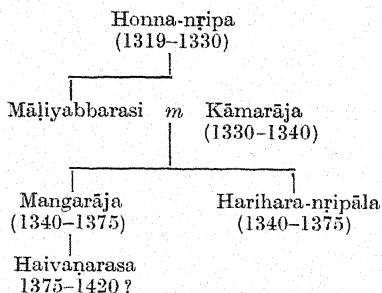 Honna-nṛipa
(1319–1330)
Māḷiyabbarasi m Kāmarāja
(1330–1340)
Mangarāja Harihara-nṛipāla
(1340–1375) (1340–1375)
Haivaṇarasa
1375–1420 ?